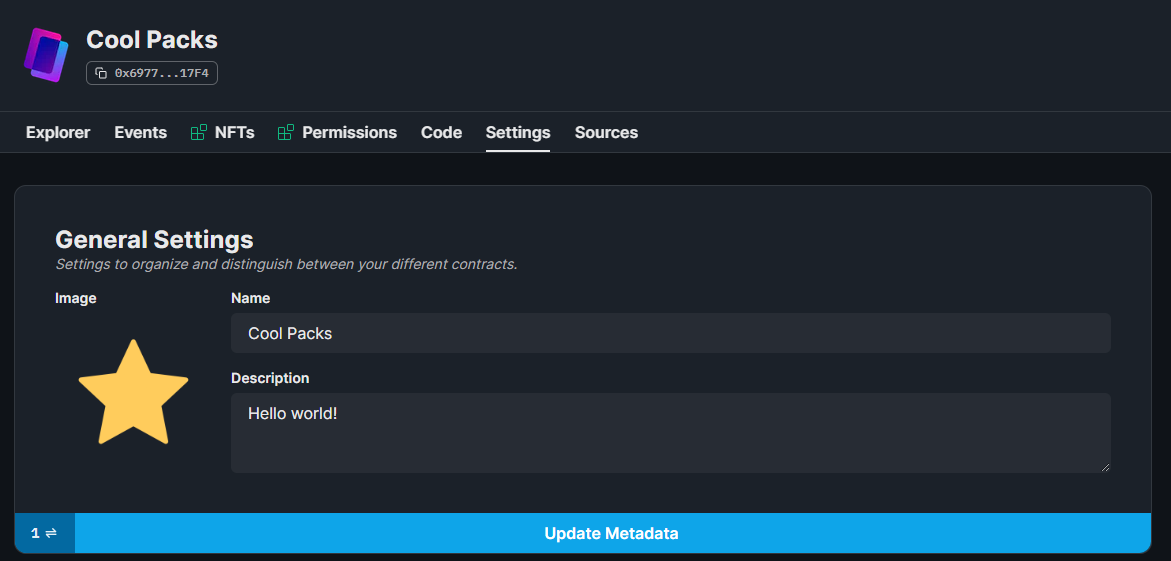 Cool Packs
0x6977...17F4
Explorer Events NFTs Permissions Code Settings Sources
General Settings
Settings to organize and distinguish between your different contracts.
Image
Name
Cool Packs
Description
Hello world!
1 ⇌ Update Metadata